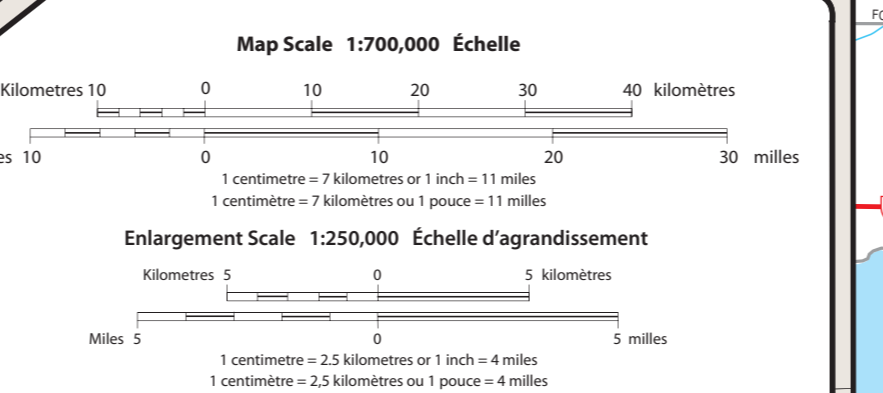 Map Scale 1:700,000 Échelle
Kilometres 10 0 10 20 30 40 kilomètres
10 0 10 20 30 milles
1 centimetre = 7 kilometres or 1 inch = 11 miles
1 centimètre = 7 kilomètres ou 1 pouce = 11 milles
Enlargement Scale 1:250,000 Échelle d’agrandissement
Kilometres 5 0 5 kilomètres
Miles 5 0 5 milles
1 centimetre = 2.5 kilometres or 1 inch = 4 miles
1 centimètre = 2,5 kilomètres ou 1 pouce = 4 milles